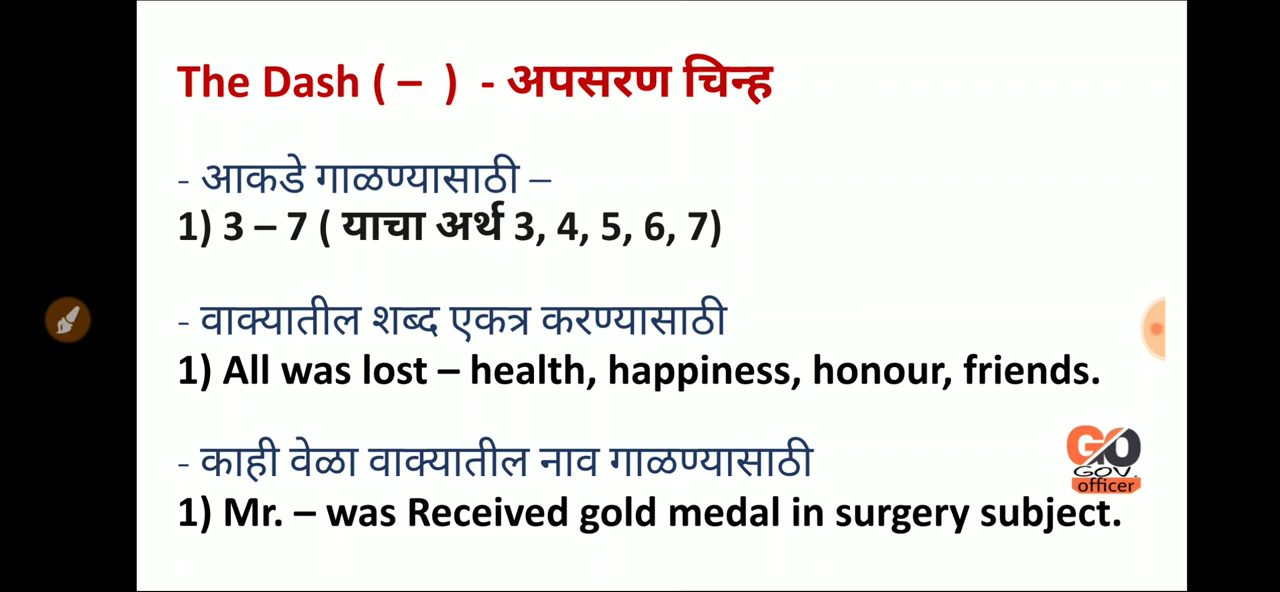 The Dash ( – ) - अपसरण चिन्ह
- आकडे गाळण्यासाठी –
1) 3 – 7 ( याचा अर्थ 3, 4, 5, 6, 7)
- वाक्यातील शब्द एकत्र करण्यासाठी
1) All was lost – health, happiness, honour, friends.
- काही वेळा वाक्यातील नाव गाळण्यासाठी
1) Mr. – was Received gold medal in surgery subject.
GO
GOV.
officer